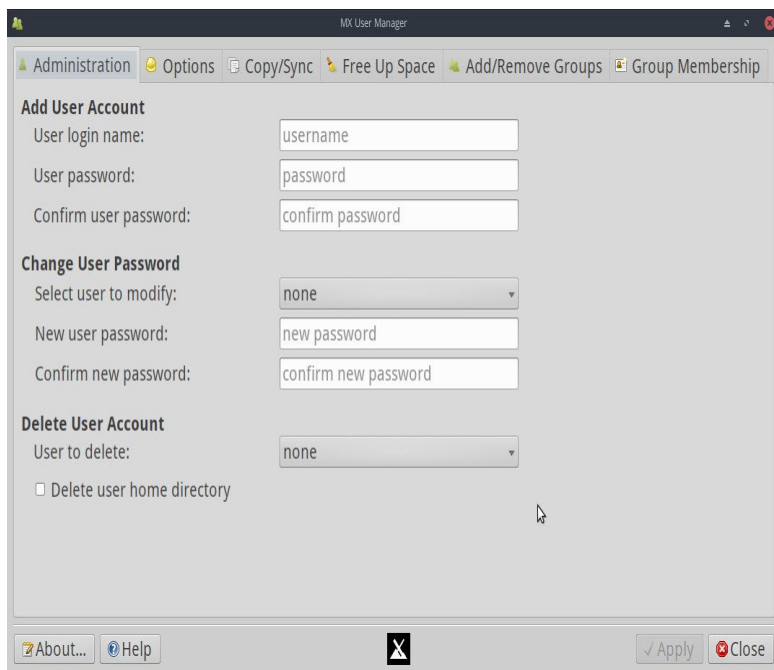 MX User Manager
Administration Options Copy/Sync Free Up Space Add/Remove Groups Group Membership
Add User Account
User login name: username
User password: password
Confirm user password: confirm password
Change User Password
Select user to modify: none
New user password: new password
Confirm new password: confirm new password
Delete User Account
User to delete: none
Delete user home directory
About... Help Apply Close